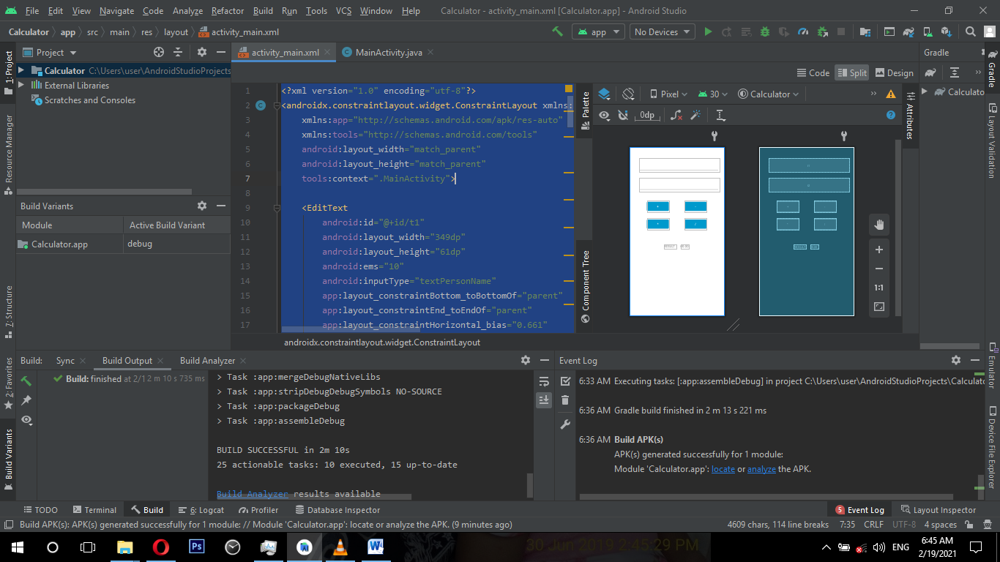 File Edit View Navigate Code Analyze Refactor Build Run Tools VCS Window Help Calculator - activity_main.xml [Calculator.app] - Android Studio
Calculator app src main res layout activity_main.xml app No Devices
1: Project
Project
activity_main.xml
MainActivity.java
Gradle
Calculator C:\Users\user\AndroidStudioProjects
External Libraries
Scratches and Consoles
Code Split Design
Calculato
Gradle
Layout Validation
Resource Manager
1 <?xml version="1.0" encoding="utf-8"?>
2 <androidx.constraintlayout.widget.ConstraintLayout xmlns:
3 xmlns:app="http://schemas.android.com/apk/res-auto"
4 xmlns:tools="http://schemas.android.com/tools"
5 android:layout_width="match_parent"
6 android:layout_height="match_parent"
7 tools:context=".MainActivity">
8
9 <EditText
10 android:id="@+id/t1"
11 android:layout_width="349dp"
12 android:layout_height="61dp"
13 android:ems="10"
14 android:inputType="textPersonName"
15 app:layout_constraintBottom_toBottomOf="parent"
16 app:layout_constraintEnd_toEndOf="parent"
17 app:layout_constraintHorizontal_bias="0.661"
androidx.constraintlayout.widget.ConstraintLayout
Palette
Component Tree
Pixel 30 Calculator
0dp
Attributes
1:1
Build Variants
Module Active Build Variant
Calculator.app debug
7: Structure
2: Favorites
Build Variants
Build: Sync Build Output Build Analyzer
Build: finished at 2/1 2 m 10 s 735 ms
> Task :app:mergeDebugNativeLibs
> Task :app:stripDebugDebugSymbols NO-SOURCE
> Task :app:packageDebug
> Task :app:assembleDebug
BUILD SUCCESSFUL in 2m 10s
25 actionable tasks: 10 executed, 15 up-to-date
Build Analyzer results available
Event Log
6:33 AM Executing tasks: [:app:assembleDebug] in project C:\Users\user\AndroidStudioProjects\Calculato
6:36 AM Gradle build finished in 2 m 13 s 221 ms
6:36 AM Build APK(s)
APK(s) generated successfully for 1 module:
Module 'Calculator.app': locate or analyze the APK.
Emulator
Device File Explorer
TODO Terminal Build 6: Logcat Profiler Database Inspector 5 Event Log Layout Inspector
Build APK(s): APK(s) generated successfully for 1 module: // Module 'Calculator.app': locate or analyze the APK. (9 minutes ago) 4609 chars, 114 line breaks 7:35 CRLF UTF-8 4 spaces
Ps
W
30 Jun 2019 2:45:29 PM
ENG
6:45 AM
2/19/2021